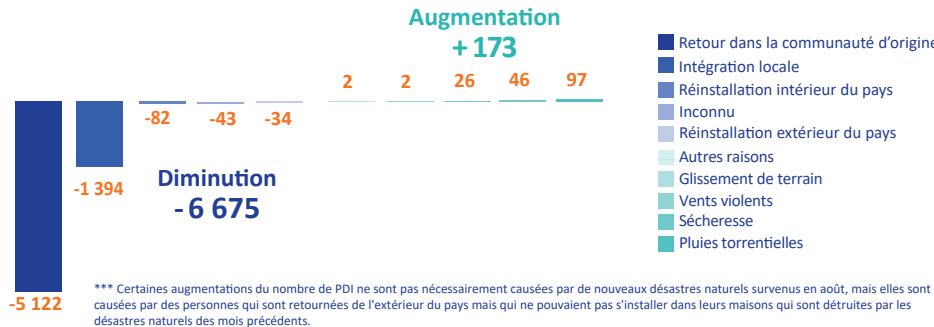 Augmentation
+ 173
2 2 26 46 97
-82 -43 -34
-1 394
Diminution
- 6 675
-5 122
Retour dans la communauté d'origine
Intégration locale
Réinstallation intérieur du pays
Inconnu
Réinstallation extérieur du pays
Autres raisons
Glissement de terrain
Vents violents
Sécheresse
Pluies torrentielles
*** Certaines augmentations du nombre de PDI ne sont pas nécessairement causées par de nouveaux désastres naturels survenus en août, mais elles sont
causées par des personnes qui sont retournées de l'extérieur du pays mais qui ne pouvaient pas s'installer dans leurs maisons qui sont détruites par les
désastres naturels des mois précédents.